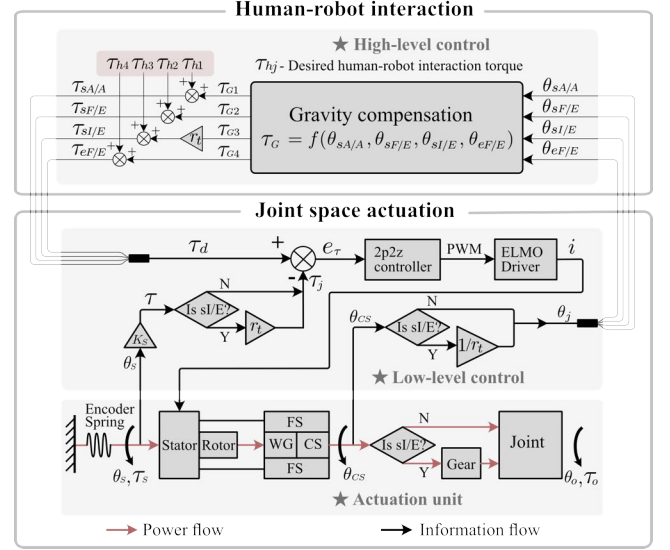 Human-robot interaction
★ High-level control
τh4 τh3 τh2 τh1
τhj - Desired human-robot interaction torque
τsA/A
τsF/E
τsI/E
τeF/E
+ +
+ +
+ +
+ +
rt
τG1
τG2
τG3
τG4
Gravity compensation
τG = f(θsA/A, θsF/E, θsI/E, θeF/E)
θsA/A
θsF/E
θsI/E
θeF/E
Joint space actuation
τd
+
-
eτ
2p2z
controller
PWM
ELMO
Driver
i
τj
τ
N
Is sI/E?
Y
rt
KS
θs
θCS
N
Is sI/E?
Y
1/rt
θj
★ Low-level control
Encoder
Spring
θs, τs
Stator
Rotor
FS
WG
CS
FS
θCS
N
Is sI/E?
Y
Gear
Joint
θo, τo
★ Actuation unit
Power flow
Information flow